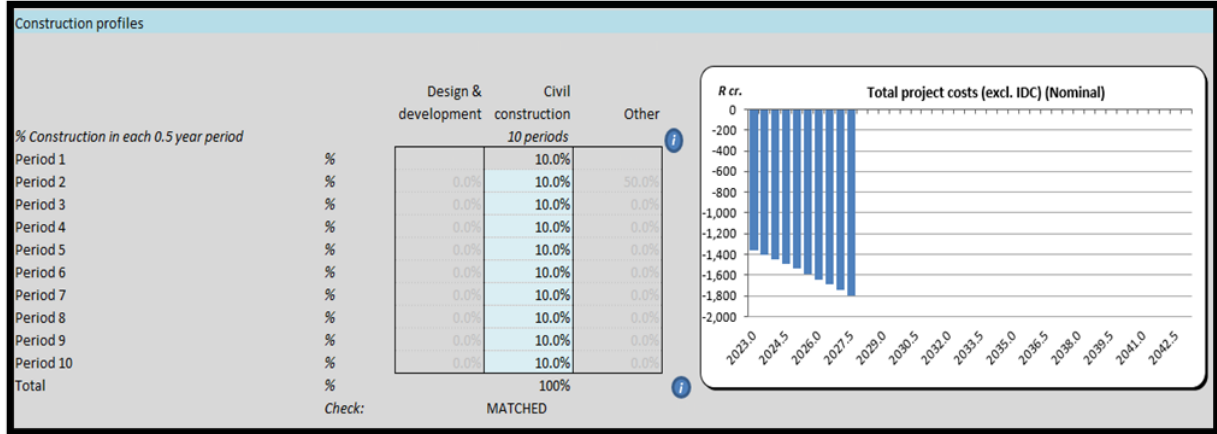 Construction profiles
Design & Civil
development construction Other
% Construction in each 0.5 year period 10 periods i
Period 1 % 10.0%
Period 2 % 0.0% 10.0% 50.0%
Period 3 % 0.0% 10.0% 0.0%
Period 4 % 0.0% 10.0% 0.0%
Period 5 % 0.0% 10.0% 0.0%
Period 6 % 0.0% 10.0% 0.0%
Period 7 % 0.0% 10.0% 0.0%
Period 8 % 0.0% 10.0% 0.0%
Period 9 % 0.0% 10.0% 0.0%
Period 10 % 0.0% 10.0% 0.0%
Total % 100% i
Check: MATCHED
R cr. Total project costs (excl. IDC) (Nominal)
0
-200
-400
-600
-800
-1,000
-1,200
-1,400
-1,600
-1,800
-2,000
2023.0 2024.5 2026.0 2027.5 2029.0 2030.5 2032.0 2033.5 2035.0 2036.5 2038.0 2039.5 2041.0 2042.5